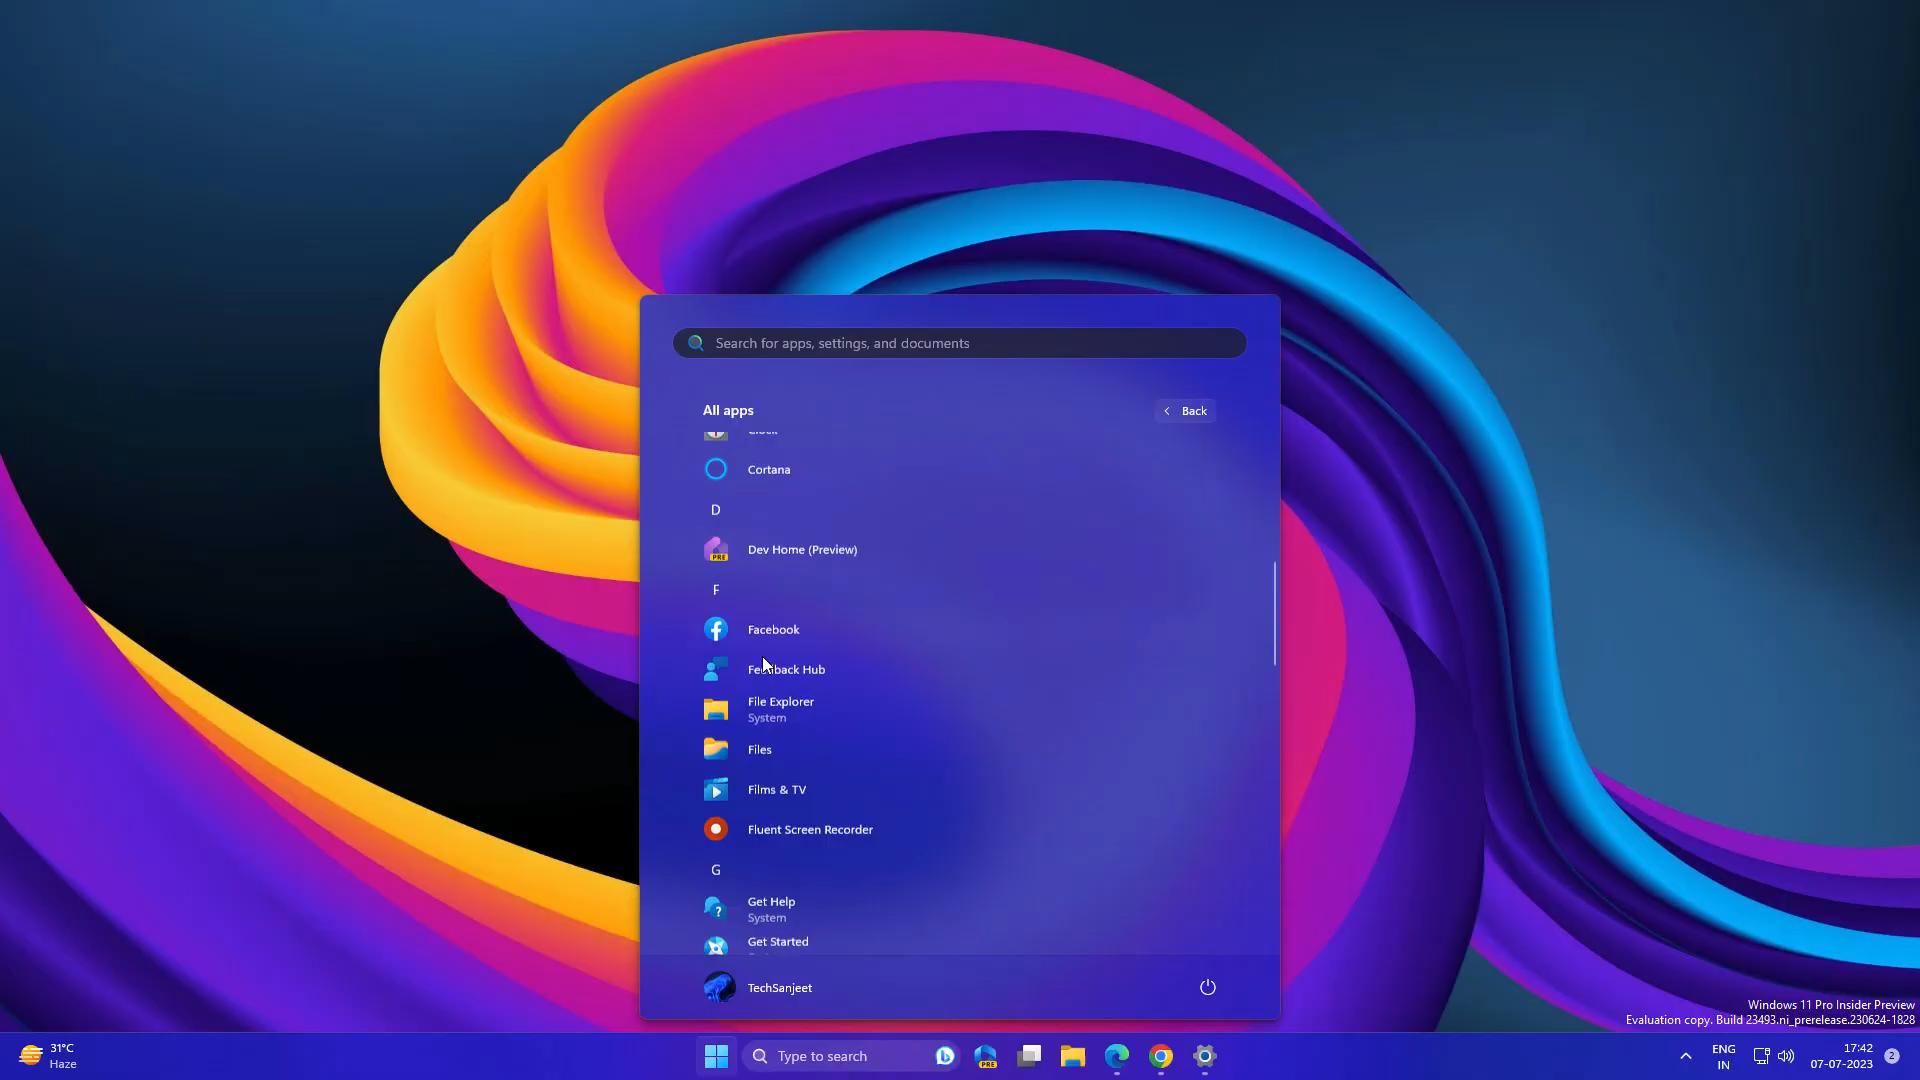 Search for apps, settings, and documents
All apps
Back
Clock
Cortana
D
Dev Home (Preview)
F
Facebook
Feedback Hub
File Explorer
System
Files
Films & TV
Fluent Screen Recorder
G
Get Help
System
Get Started
TechSanjeet
Windows 11 Pro Insider Preview
Evaluation copy. Build 23493.ni_prerelease.230624-1828
31°C
Haze
Type to search
PRE
ENG
IN
17:42
07-07-2023
2